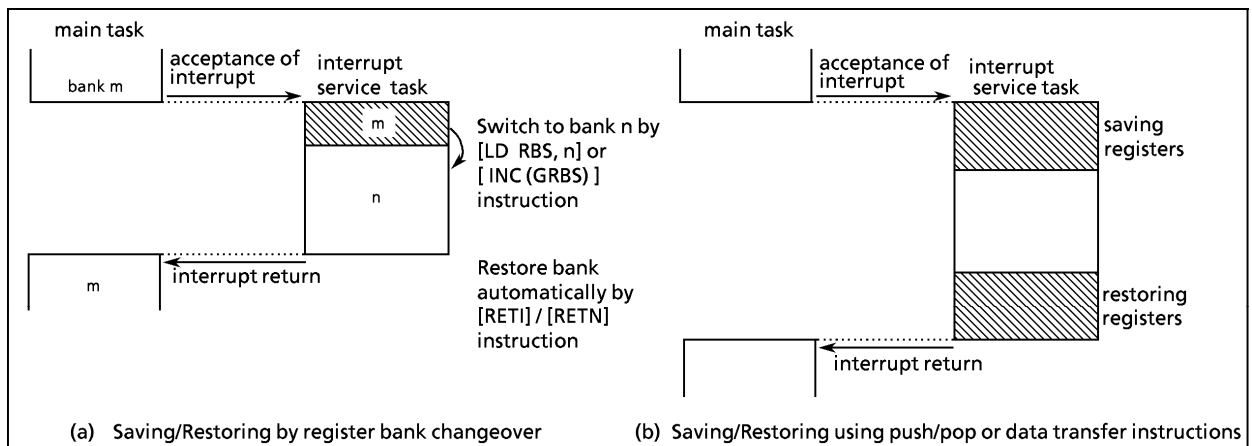 main task
bank m
acceptance of
interrupt
interrupt
service task
m
n
Switch to bank n by
[LD RBS, n] or
[ INC (GRBS) ]
instruction
interrupt return
m
Restore bank
automatically by
[RETI] / [RETN]
instruction
(a) Saving/Restoring by register bank changeover
main task
acceptance of
interrupt
interrupt
service task
saving
registers
restoring
registers
interrupt return
(b) Saving/Restoring using push/pop or data transfer instructions